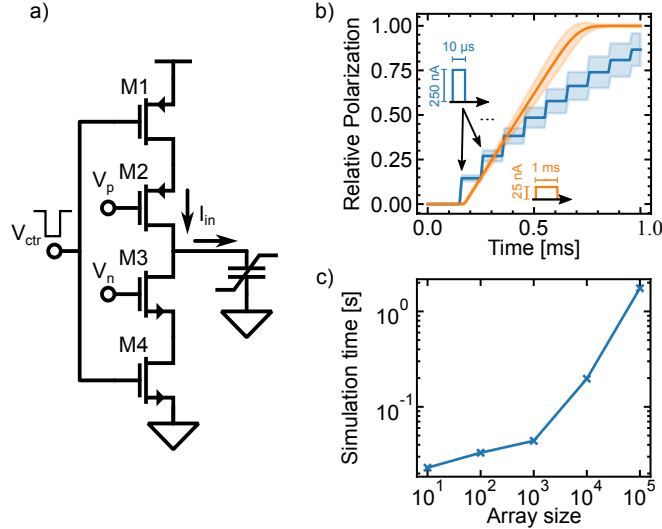 a)
M1
M2
V_p
I_in
V_ctr
M3
V_n
M4
b)
Relative Polarization
1.00
0.75
0.50
0.25
0.00
10 μs
250 nA
...
1 ms
25 nA
0.0
0.5
1.0
Time [ms]
c)
Simulation time [s]
10^0
10^-1
10^1
10^2
10^3
10^4
10^5
Array size